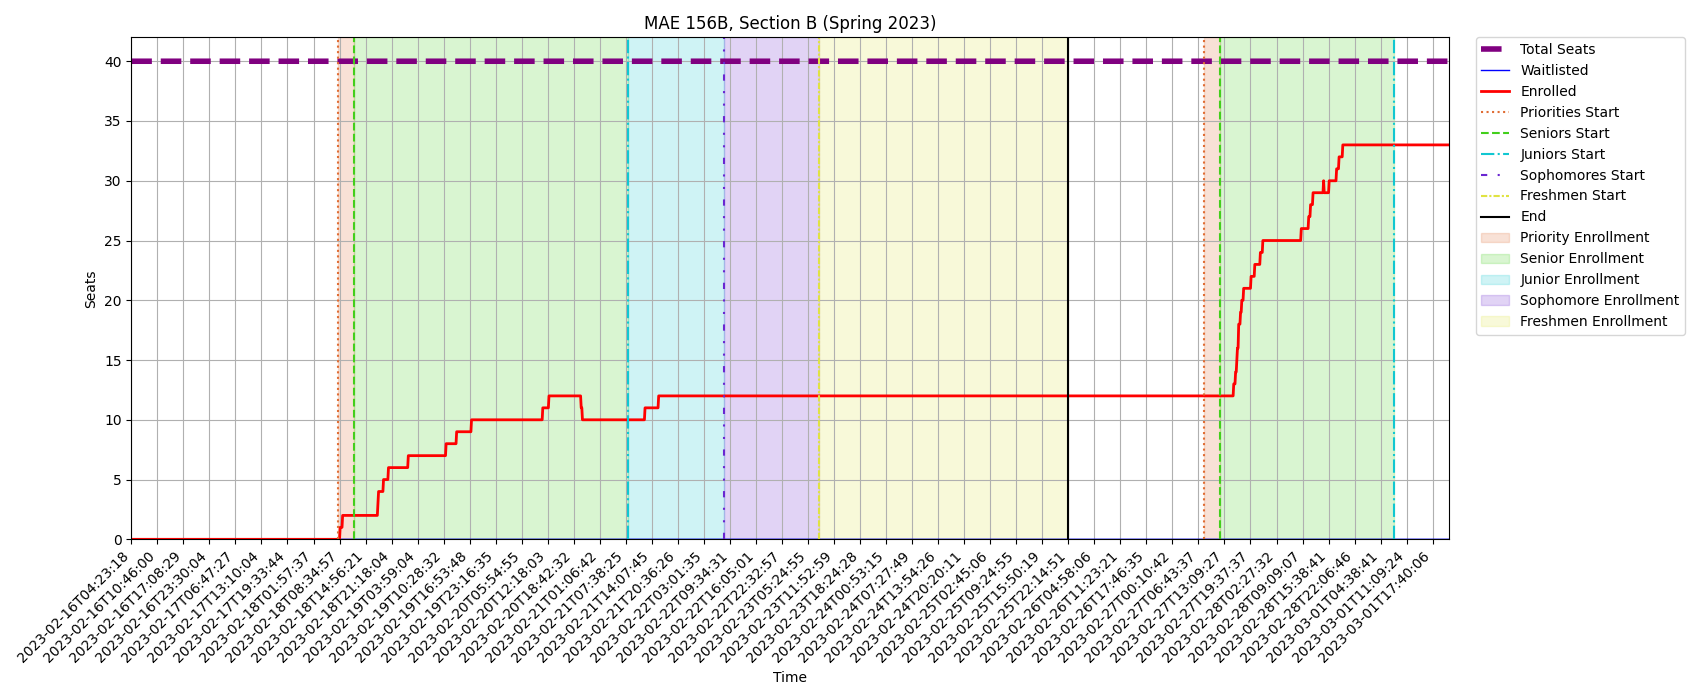 MAE 156B, Section B (Spring 2023)
Total Seats
Waitlisted
Enrolled
Priorities Start
Seniors Start
Juniors Start
Sophomores Start
Freshmen Start
End
Priority Enrollment
Senior Enrollment
Junior Enrollment
Sophomore Enrollment
Freshmen Enrollment
Seats
40
35
30
25
20
15
10
5
0
2023-02-16T04:23:18
2023-02-16T10:46:00
2023-02-16T17:08:29
2023-02-16T23:30:04
2023-02-17T06:47:27
2023-02-17T13:10:04
2023-02-17T19:33:44
2023-02-18T01:57:37
2023-02-18T08:34:57
2023-02-18T14:56:21
2023-02-18T21:18:04
2023-02-19T03:59:04
2023-02-19T10:28:32
2023-02-19T16:53:48
2023-02-19T23:16:35
2023-02-20T05:54:55
2023-02-20T12:18:03
2023-02-20T18:42:32
2023-02-21T01:06:42
2023-02-21T07:38:25
2023-02-21T14:07:45
2023-02-21T20:36:26
2023-02-22T03:01:35
2023-02-22T09:34:31
2023-02-22T16:05:01
2023-02-22T22:32:57
2023-02-23T05:24:55
2023-02-23T11:52:59
2023-02-23T18:24:28
2023-02-24T00:53:15
2023-02-24T07:27:49
2023-02-24T13:54:26
2023-02-24T20:20:11
2023-02-25T02:45:06
2023-02-25T09:24:55
2023-02-25T15:50:19
2023-02-25T22:14:51
2023-02-26T04:58:06
2023-02-26T11:23:21
2023-02-26T17:46:35
2023-02-27T00:10:42
2023-02-27T06:43:37
2023-02-27T13:09:27
2023-02-27T19:37:37
2023-02-28T02:27:32
2023-02-28T09:09:07
2023-02-28T15:38:41
2023-02-28T22:06:46
2023-03-01T04:38:41
2023-03-01T11:09:24
2023-03-01T17:40:06
Time